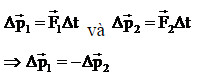 Δp⃗₁ = F⃗₁Δt và Δp⃗₂ = F⃗₂Δt
⇒ Δp⃗₁ = −Δp⃗₂